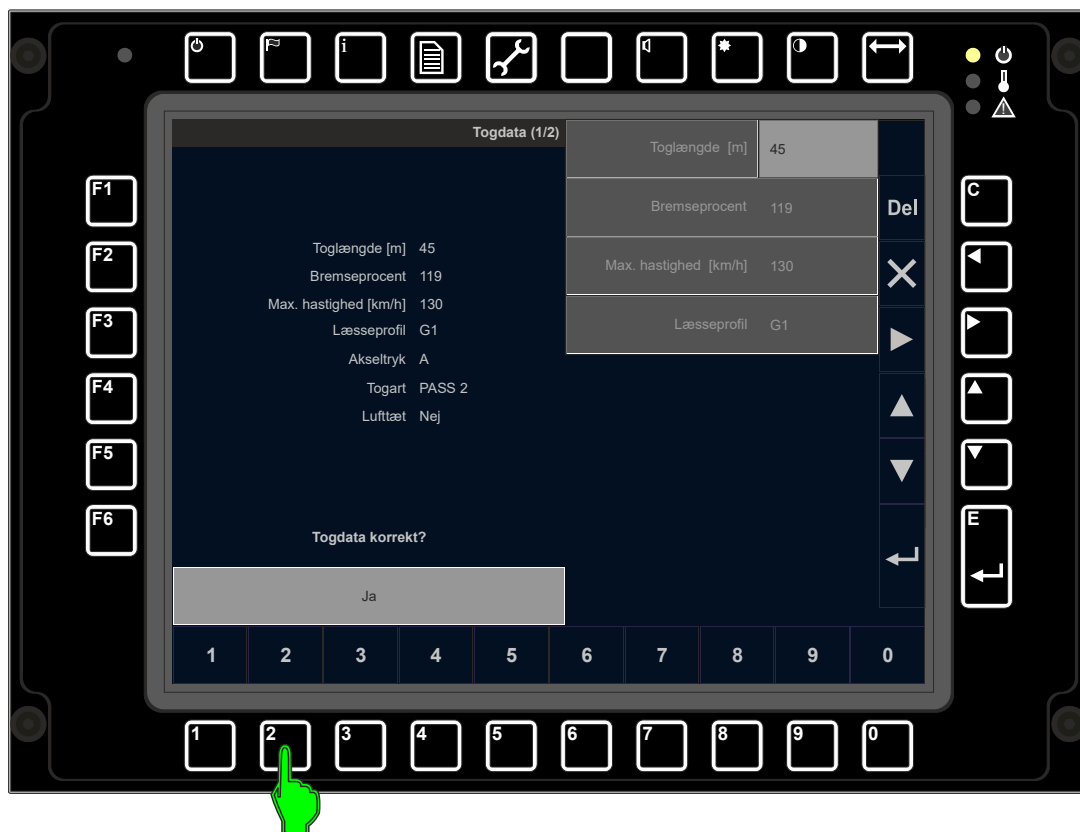 i
Togdata (1/2)
Toglængde [m] 45
Bremseprocent 119
Max. hastighed [km/h] 130
Læsseprofil G1
Del
Toglængde [m] 45
Bremseprocent 119
Max. hastighed [km/h] 130
Læsseprofil G1
Akseltryk A
Togart PASS 2
Lufttæt Nej
Togdata korrekt?
Ja
1 2 3 4 5 6 7 8 9 0
F1
F2
F3
F4
F5
F6
C
E
1 2 3 4 5 6 7 8 9 0